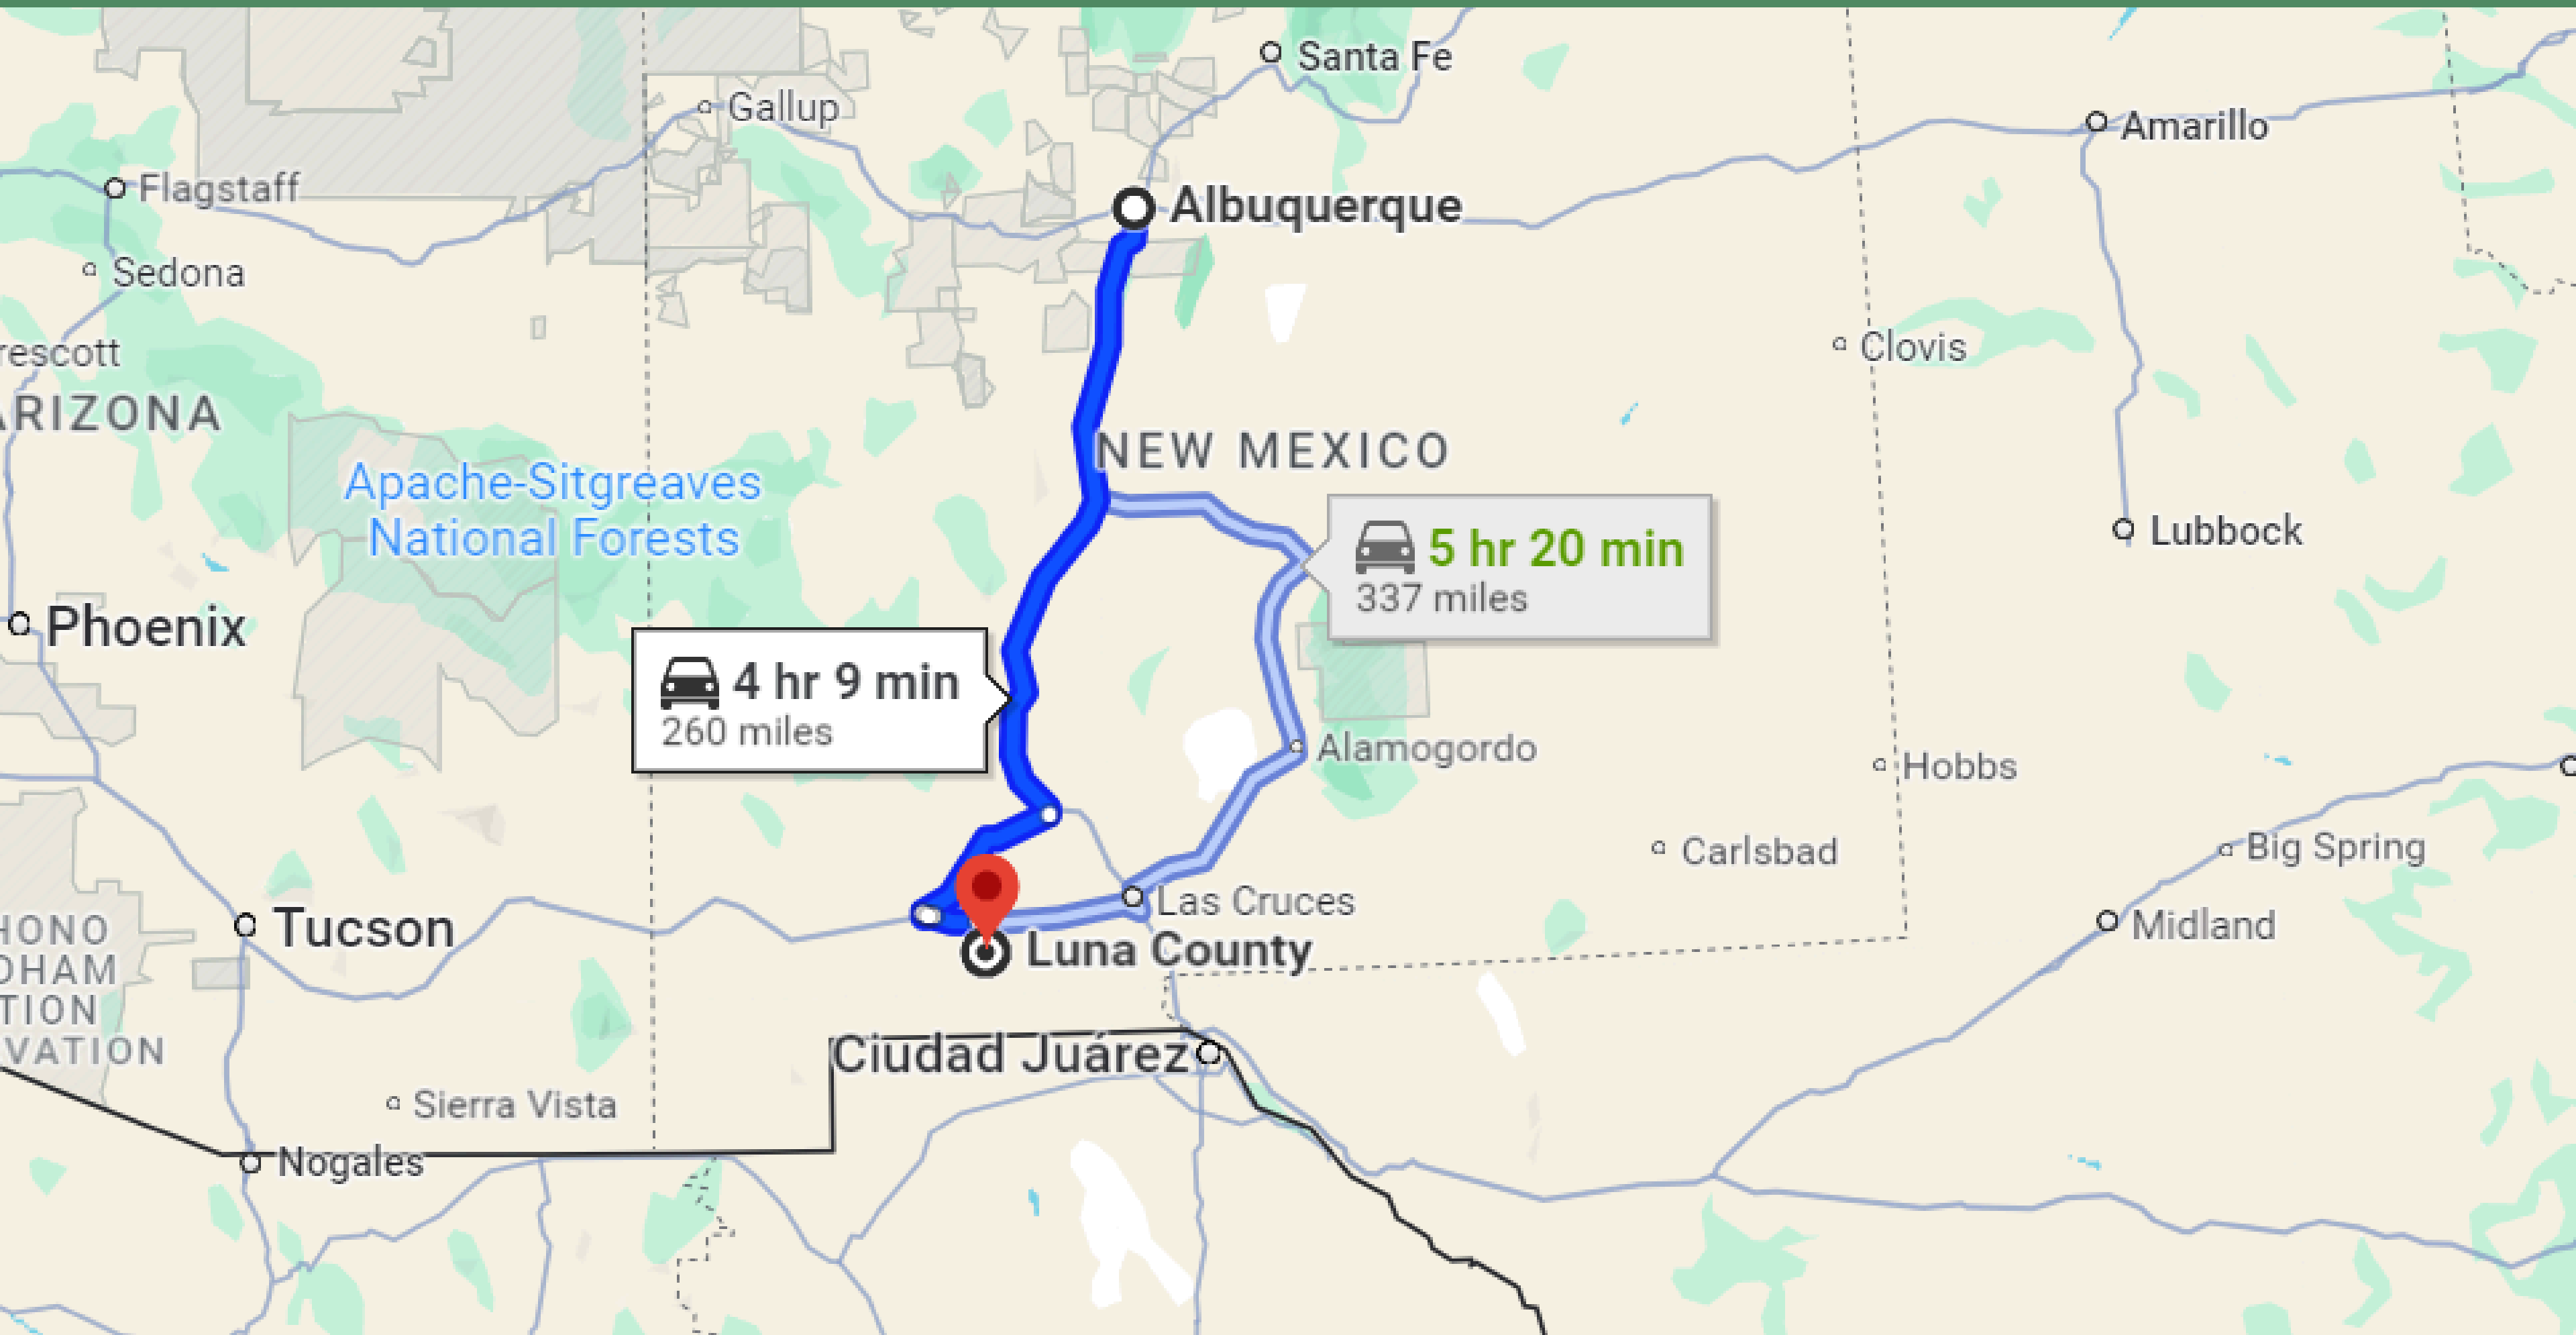 Santa Fe
Gallup
Amarillo
Flagstaff
Albuquerque
Sedona
rescott
Clovis
ARIZONA
NEW MEXICO
Apache-Sitgreaves
National Forests
5 hr 20 min
337 miles
Lubbock
Phoenix
4 hr 9 min
260 miles
Alamogordo
Hobbs
Carlsbad
Big Spring
Las Cruces
Tucson
Midland
HONO
OHAM
TION
VATION
Luna County
Ciudad Juárez
Sierra Vista
Nogales